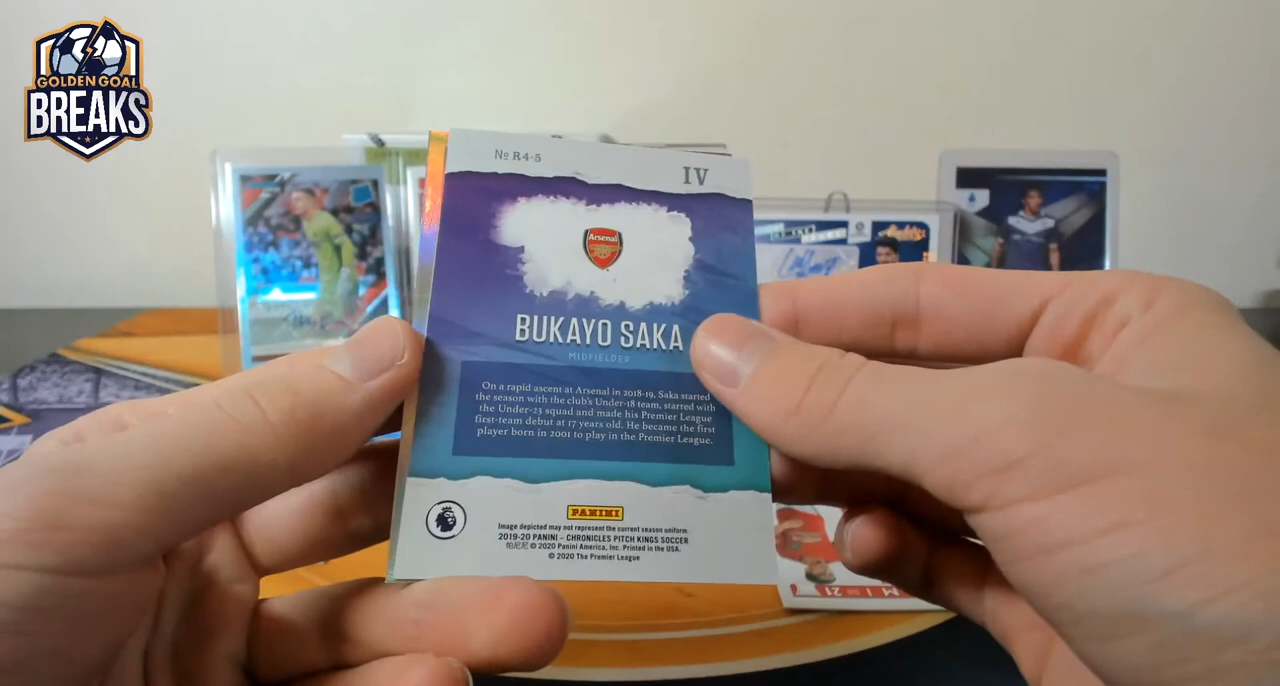 GOLDEN GOAL
BREAKS
№ R4-5
IV
Arsenal
BUKAYO SAKA
MIDFIELDER
On a rapid ascent at Arsenal in 2018-19, Saka started
the season with the club's Under-18 team, started with
the Under-23 squad and made his Premier League
first-team debut at 17 years old. He became the first
player born in 2001 to play in the Premier League.
PANINI
Image depicted may not represent the current season uniform.
2019-20 PANINI – CHRONICLES PITCH KINGS SOCCER
帕尼尼 © 2020 Panini America, Inc. Printed in the USA.
© 2020 The Premier League